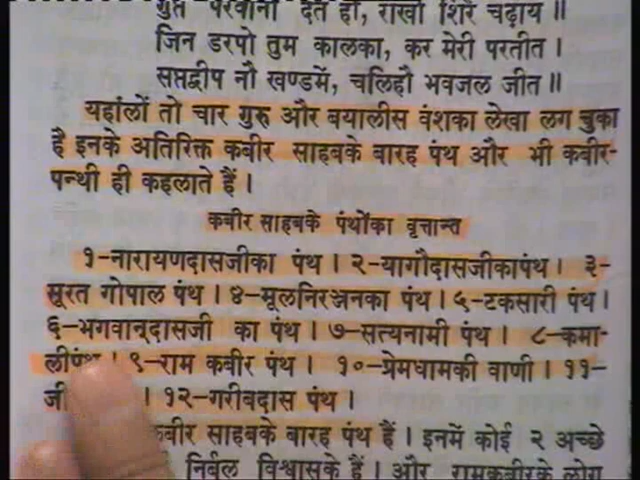 गुप्त परवाना देते हौं, राखो शिर चढ़ाय ॥
जिन डरपो तुम कालका, कर मेरी परतीत ।
सप्तद्वीप नौ खण्डमें, चलिहौ भवजल जीत ॥
यहांलों तो चार गुरु और बयालीस वंशका लेखा लग चुका
है इनके अतिरिक्त कबीर साहबके बारह पंथ और भी कबीर-
पन्थी ही कहलाते हैं ।
कबीर साहबके पंथोंका वृत्तान्त
१-नारायणदासजीका पंथ । २-यागौदासजीकापंथ । ३-
सूरत गोपाल पंथ । ४-मूलनिरञ्जनका पंथ । ५-टकसारी पंथ ।
६-भगवान्दासजी का पंथ । ७-सत्यनामी पंथ । ८-कमा-
लीपंथ । ९-राम कबीर पंथ । १०-प्रेमधामकी वाणी । ११-
जी । १२-गरीबदास पंथ ।
कबीर साहबके बारह पंथ हैं । इनमें कोई २ अच्छे
निर्बल विश्वासके हैं । और रामकबीरके लोग